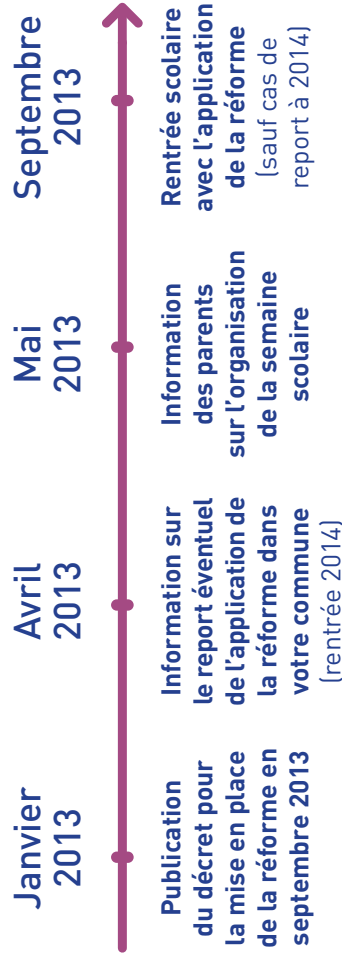 Janvier
2013
Publication
du décret pour
la mise en place
de la réforme en
septembre 2013
Avril
2013
Information sur
le report éventuel
de l'application de
la réforme dans
votre commune
(rentrée 2014)
Mai
2013
Information
des parents
sur l'organisation
de la semaine
scolaire
Septembre
2013
Rentrée scolaire
avec l'application
de la réforme
(sauf cas de
report à 2014)